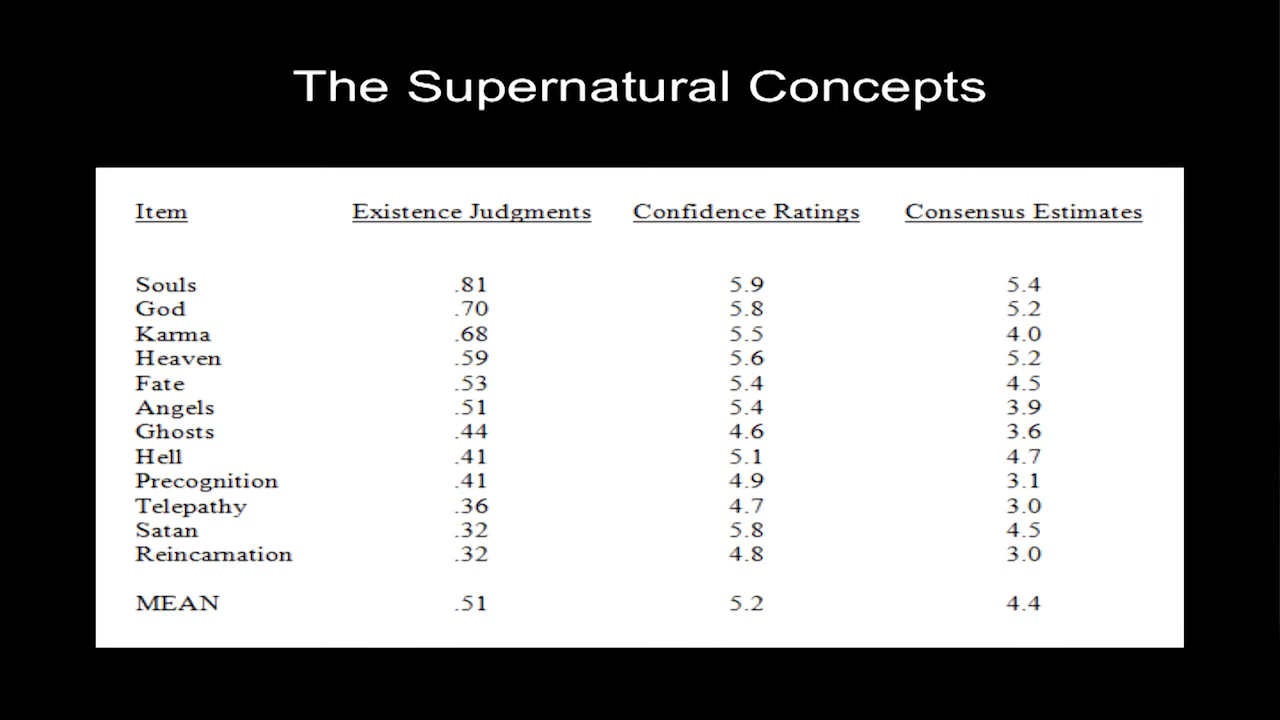 The Supernatural Concepts
Item Existence Judgments Confidence Ratings Consensus Estimates
Souls .81 5.9 5.4
God .70 5.8 5.2
Karma .68 5.5 4.0
Heaven .59 5.6 5.2
Fate .53 5.4 4.5
Angels .51 5.4 3.9
Ghosts .44 4.6 3.6
Hell .41 5.1 4.7
Precognition .41 4.9 3.1
Telepathy .36 4.7 3.0
Satan .32 5.8 4.5
Reincarnation .32 4.8 3.0
MEAN .51 5.2 4.4